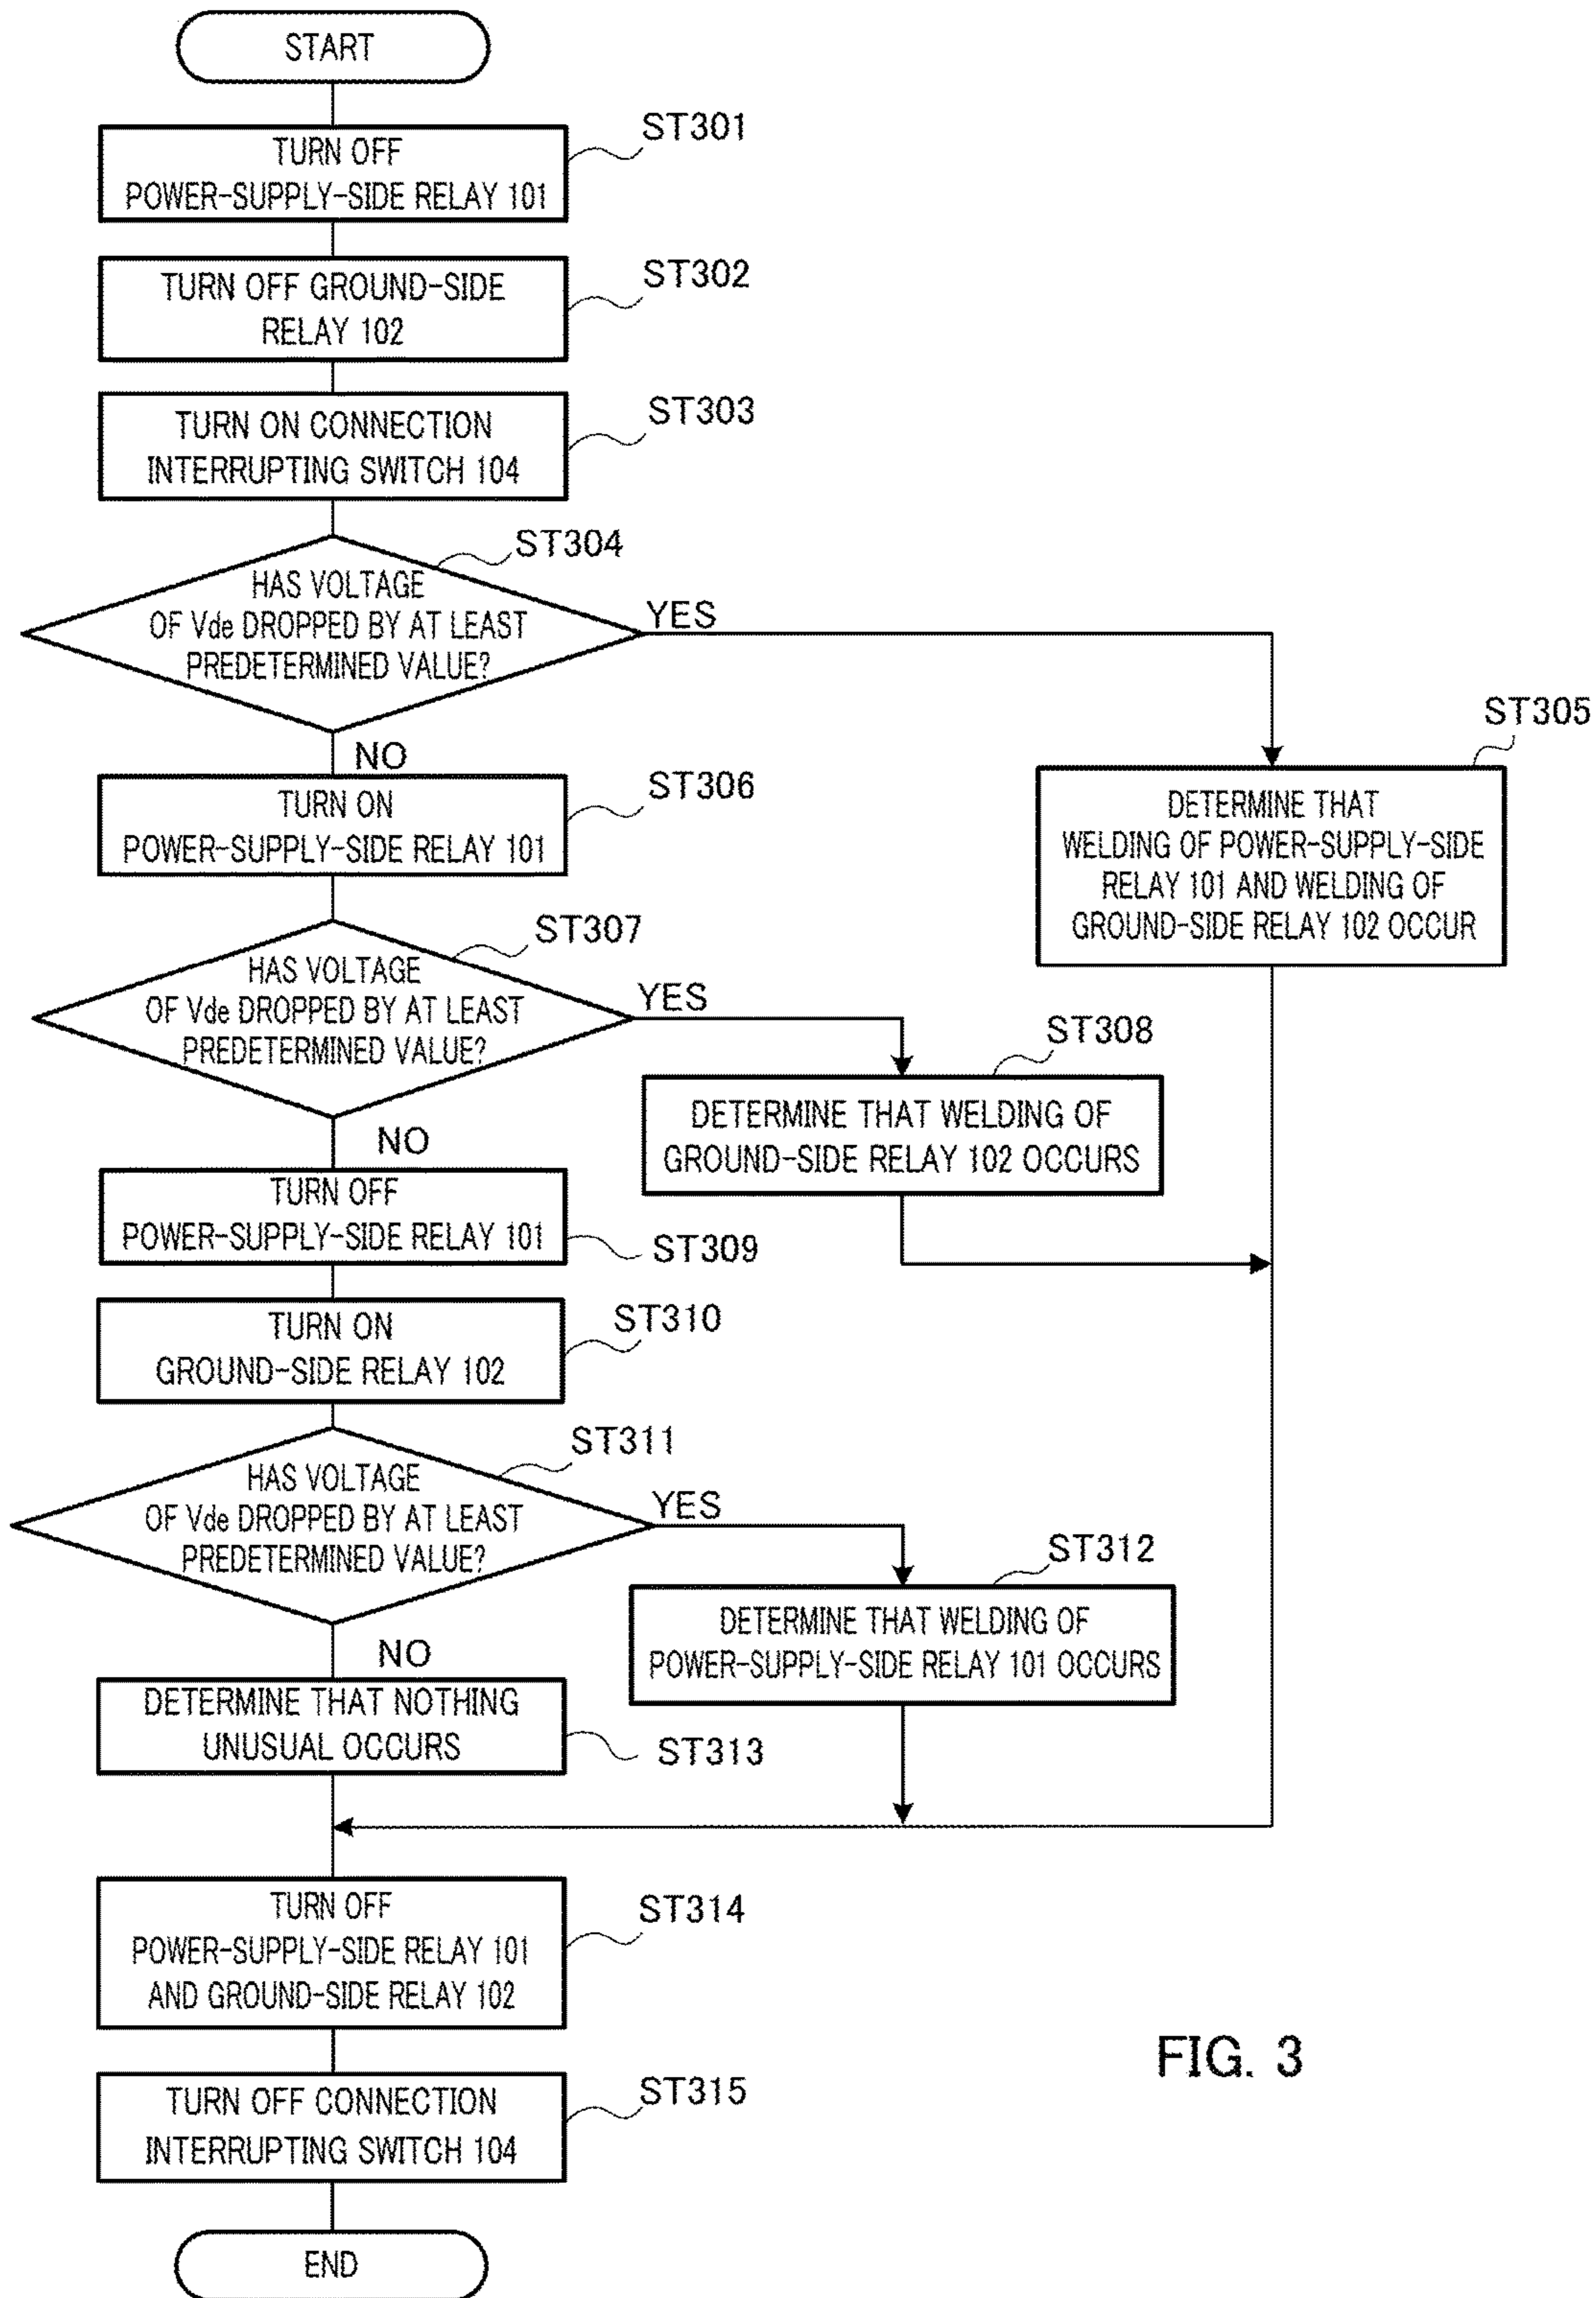 START
ST301
TURN OFF
POWER-SUPPLY-SIDE RELAY 101
ST302
TURN OFF GROUND-SIDE
RELAY 102
ST303
TURN ON CONNECTION
INTERRUPTING SWITCH 104
ST304
HAS VOLTAGE
OF Vde DROPPED BY AT LEAST
PREDETERMINED VALUE?
YES
NO
ST305
DETERMINE THAT
WELDING OF POWER-SUPPLY-SIDE
RELAY 101 AND WELDING OF
GROUND-SIDE RELAY 102 OCCUR
ST306
TURN ON
POWER-SUPPLY-SIDE RELAY 101
ST307
HAS VOLTAGE
OF Vde DROPPED BY AT LEAST
PREDETERMINED VALUE?
YES
NO
ST308
DETERMINE THAT WELDING OF
GROUND-SIDE RELAY 102 OCCURS
TURN OFF
POWER-SUPPLY-SIDE RELAY 101
ST309
ST310
TURN ON
GROUND-SIDE RELAY 102
ST311
HAS VOLTAGE
OF Vde DROPPED BY AT LEAST
PREDETERMINED VALUE?
YES
NO
ST312
DETERMINE THAT WELDING OF
POWER-SUPPLY-SIDE RELAY 101 OCCURS
DETERMINE THAT NOTHING
UNUSUAL OCCURS
ST313
TURN OFF
POWER-SUPPLY-SIDE RELAY 101
AND GROUND-SIDE RELAY 102
ST314
TURN OFF CONNECTION
INTERRUPTING SWITCH 104
ST315
END
FIG. 3